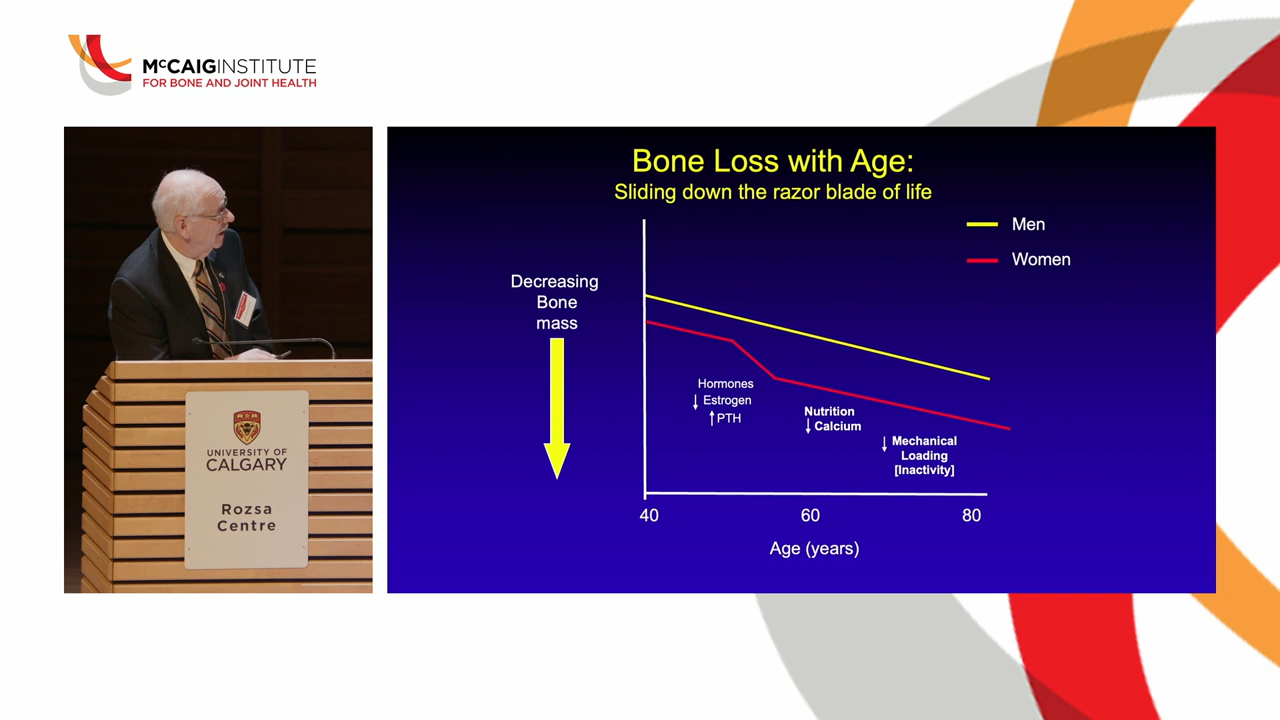 McCAIGINSTITUTE
FOR BONE AND JOINT HEALTH
UNIVERSITY OF
CALGARY
Rozsa
Centre
Bone Loss with Age:
Sliding down the razor blade of life
Men
Women
Decreasing
Bone
mass
Hormones
↓ Estrogen
↑ PTH
Nutrition
↓ Calcium
↓ Mechanical
Loading
[Inactivity]
40 60 80
Age (years)